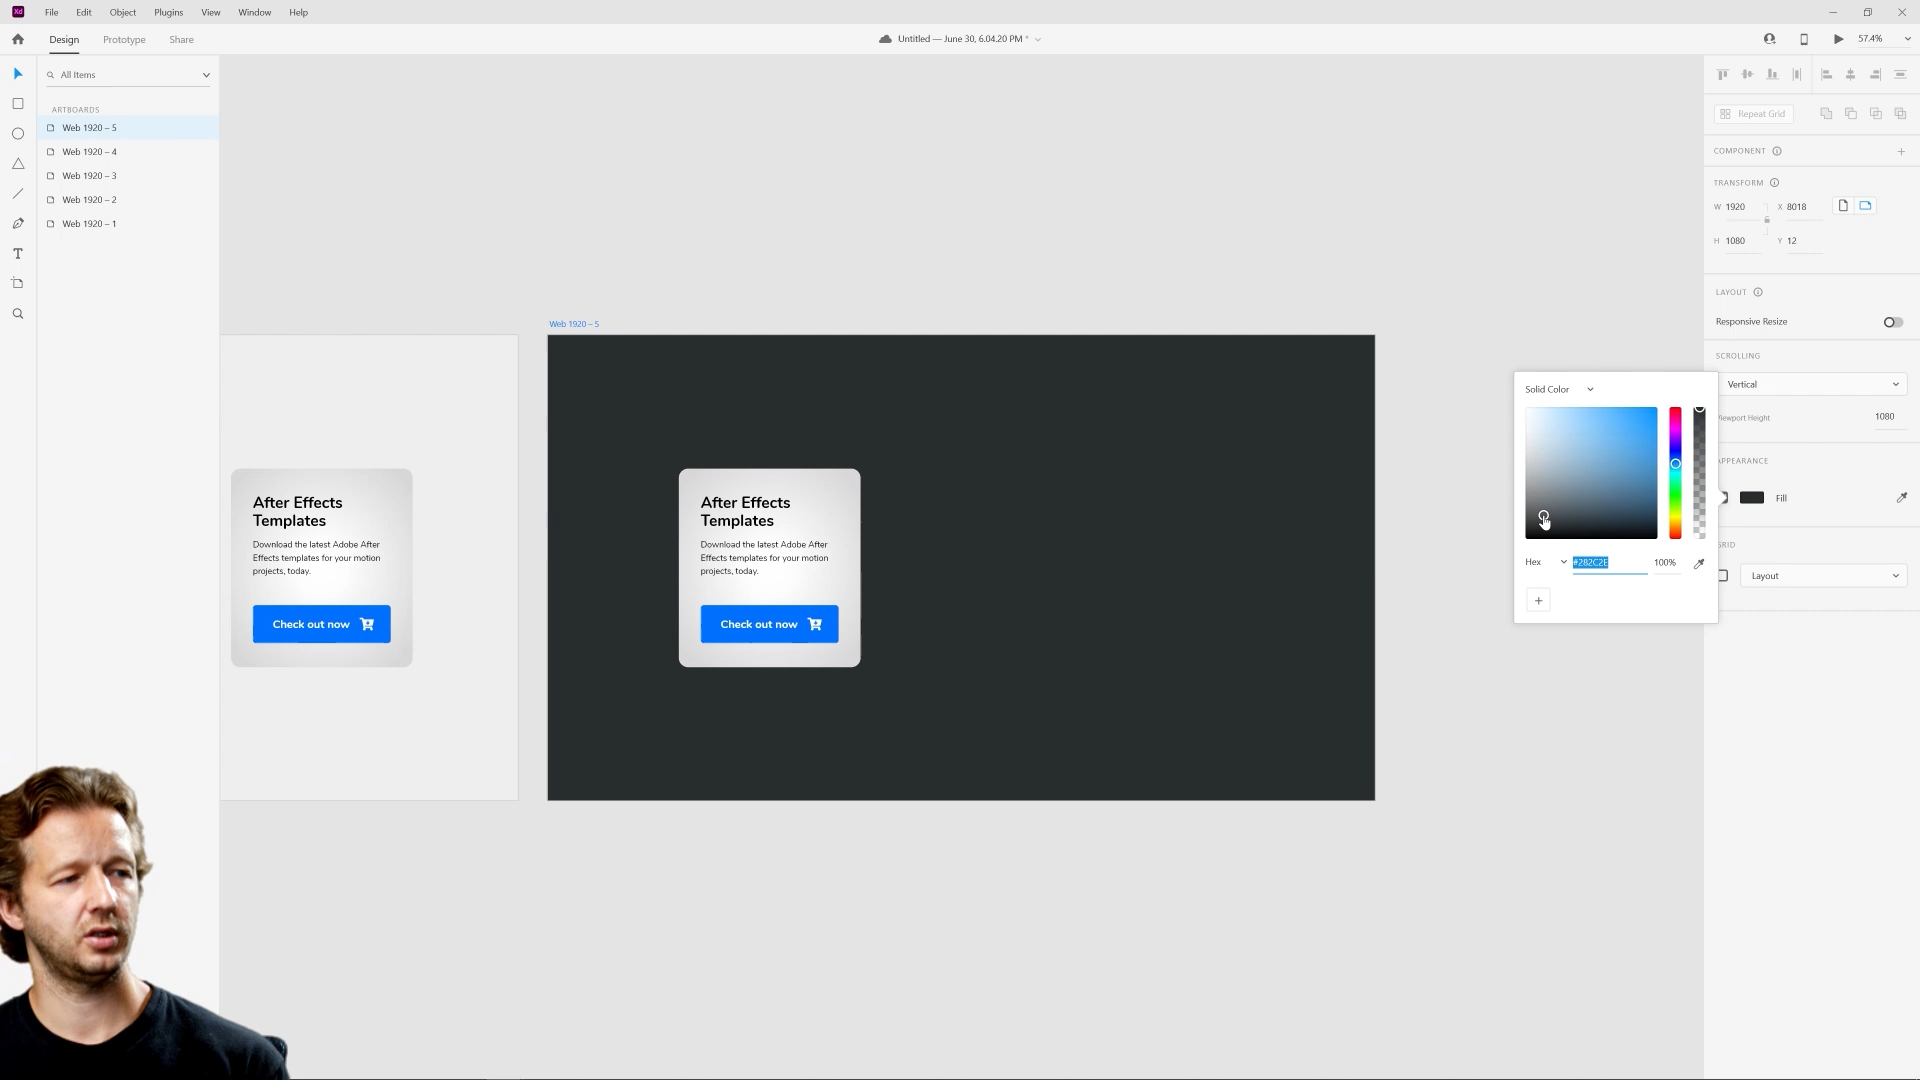 Xd File Edit Object Plugins View Window Help
Design Prototype Share
Untitled — June 30, 6.04.20 PM *
57.4%
All Items
ARTBOARDS
Web 1920 – 5
Web 1920 – 4
Web 1920 – 3
Web 1920 – 2
Web 1920 – 1
Web 1920 – 5
After Effects
Templates
Download the latest Adobe After
Effects templates for your motion
projects, today.
Check out now
After Effects
Templates
Download the latest Adobe After
Effects templates for your motion
projects, today.
Check out now
Solid Color
Hex #282C2E 100%
Repeat Grid
COMPONENT
TRANSFORM
W 1920 X 8018
H 1080 Y 12
LAYOUT
Responsive Resize
SCROLLING
Vertical
Viewport Height 1080
APPEARANCE
Fill
GRID
Layout